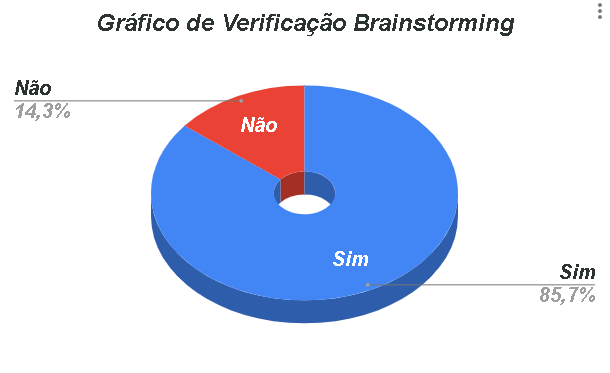 Gráfico de Verificação Brainstorming
Não
14,3%
Não
Sim
Sim
85,7%